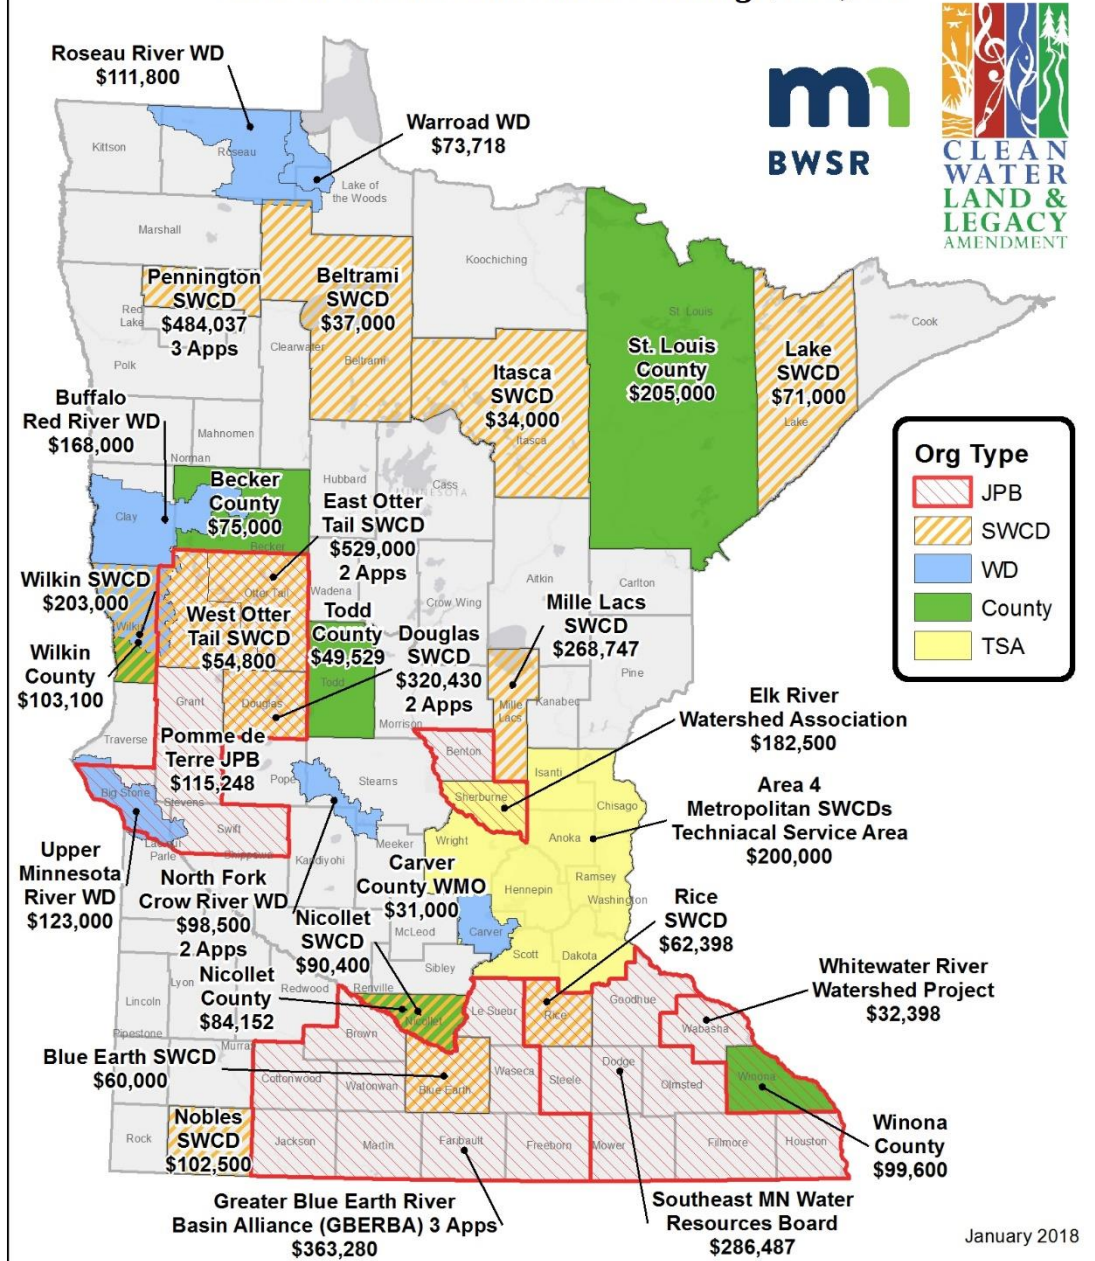 Roseau River WD
$111,800
Warroad WD
$73,718
BWSR
CLEAN
WATER
LAND &
LEGACY
AMENDMENT
Kittson
Roseau
Lake of
the Woods
Marshall
Koochiching
Pennington
SWCD
$484,037
3 Apps
Beltrami
SWCD
$37,000
Red
Lake
Clearwater
Beltrami
Polk
St. Louis
St. Louis
County
$205,000
Cook
Lake
SWCD
$71,000
Lake
Itasca
SWCD
$34,000
Itasca
Buffalo
Red River WD
$168,000
Mahnomen
Norman
Hubbard
Cass
MINNESOTA
Becker
County
$75,000
Becker
Clay
East Otter
Tail SWCD
$529,000
2 Apps
Org Type
JPB
SWCD
WD
County
TSA
Wilkin SWCD
$203,000
Wilkin
Otter Tail
West Otter
Tail SWCD
$54,800
Wadena
Todd
County
$49,529
Todd
Crow Wing
Aitkin
Carlton
Mille Lacs
SWCD
$268,747
Douglas
SWCD
$320,430
2 Apps
Wilkin
County
$103,100
Grant
Douglas
Mille
Lacs
Kanabec
Pine
Morrison
Elk River
Watershed Association
$182,500
Traverse
Pomme de
Terre JPB
$115,248
Benton
Isanti
Pope
Stearns
Sherburne
Chisago
Area 4
Metropolitan SWCDs
Techniacal Service Area
$200,000
Big Stone
Stevens
Swift
Lac qui
Parle
Chippewa
Kandiyohi
Meeker
Wright
Anoka
Ramsey
Washington
Hennepin
Upper
Minnesota
River WD
$123,000
North Fork
Crow River WD
$98,500
2 Apps
Carver
County WMO
$31,000
Carver
McLeod
Scott
Dakota
Rice
SWCD
$62,398
Nicollet
SWCD
$90,400
Sibley
Whitewater River
Watershed Project
$32,398
Nicollet
County
$84,152
Lyon
Lincoln
Redwood
Renville
Nicollet
Le Sueur
Rice
Goodhue
Wabasha
Pipestone
Murray
Brown
Blue Earth SWCD
$60,000
Cottonwood
Watonwan
Blue Earth
Waseca
Steele
Dodge
Olmsted
Winona
Nobles
SWCD
$102,500
Rock
Jackson
Martin
Faribault
Freeborn
Mower
Fillmore
Houston
Winona
County
$99,600
Greater Blue Earth River
Basin Alliance (GBERBA) 3 Apps
$363,280
Southeast MN Water
Resources Board
$286,487
January 2018